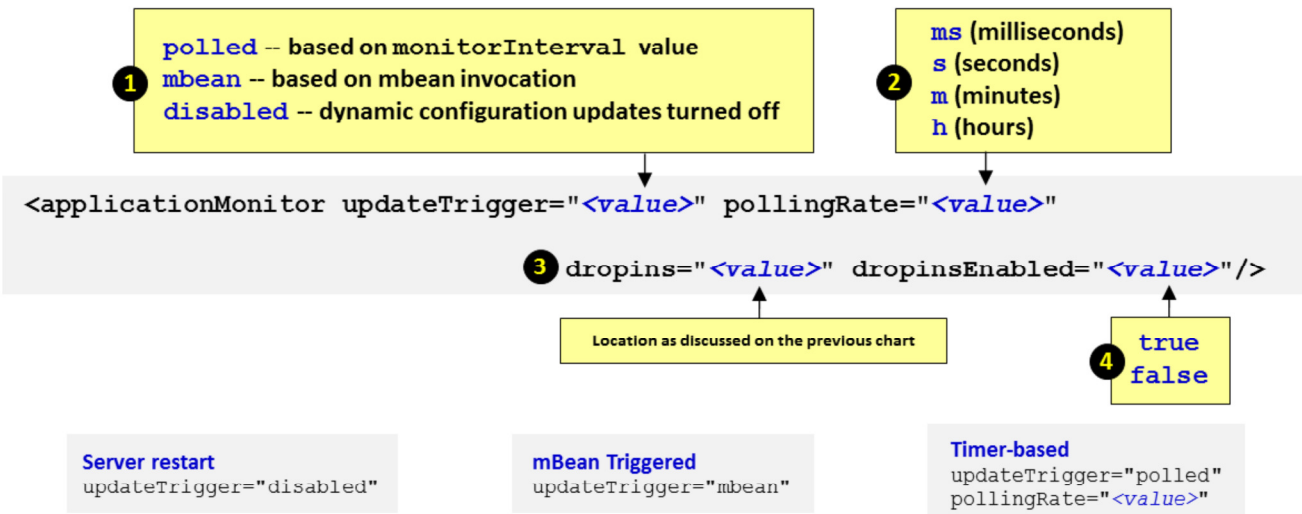 1
polled -- based on monitorInterval value
mbean -- based on mbean invocation
disabled -- dynamic configuration updates turned off
2
ms (milliseconds)
s (seconds)
m (minutes)
h (hours)
<applicationMonitor updateTrigger="<value>" pollingRate="<value>"
3 dropins="<value>" dropinsEnabled="<value>"/>
Location as discussed on the previous chart
4
true
false
Server restart
updateTrigger="disabled"
mBean Triggered
updateTrigger="mbean"
Timer-based
updateTrigger="polled"
pollingRate="<value>"